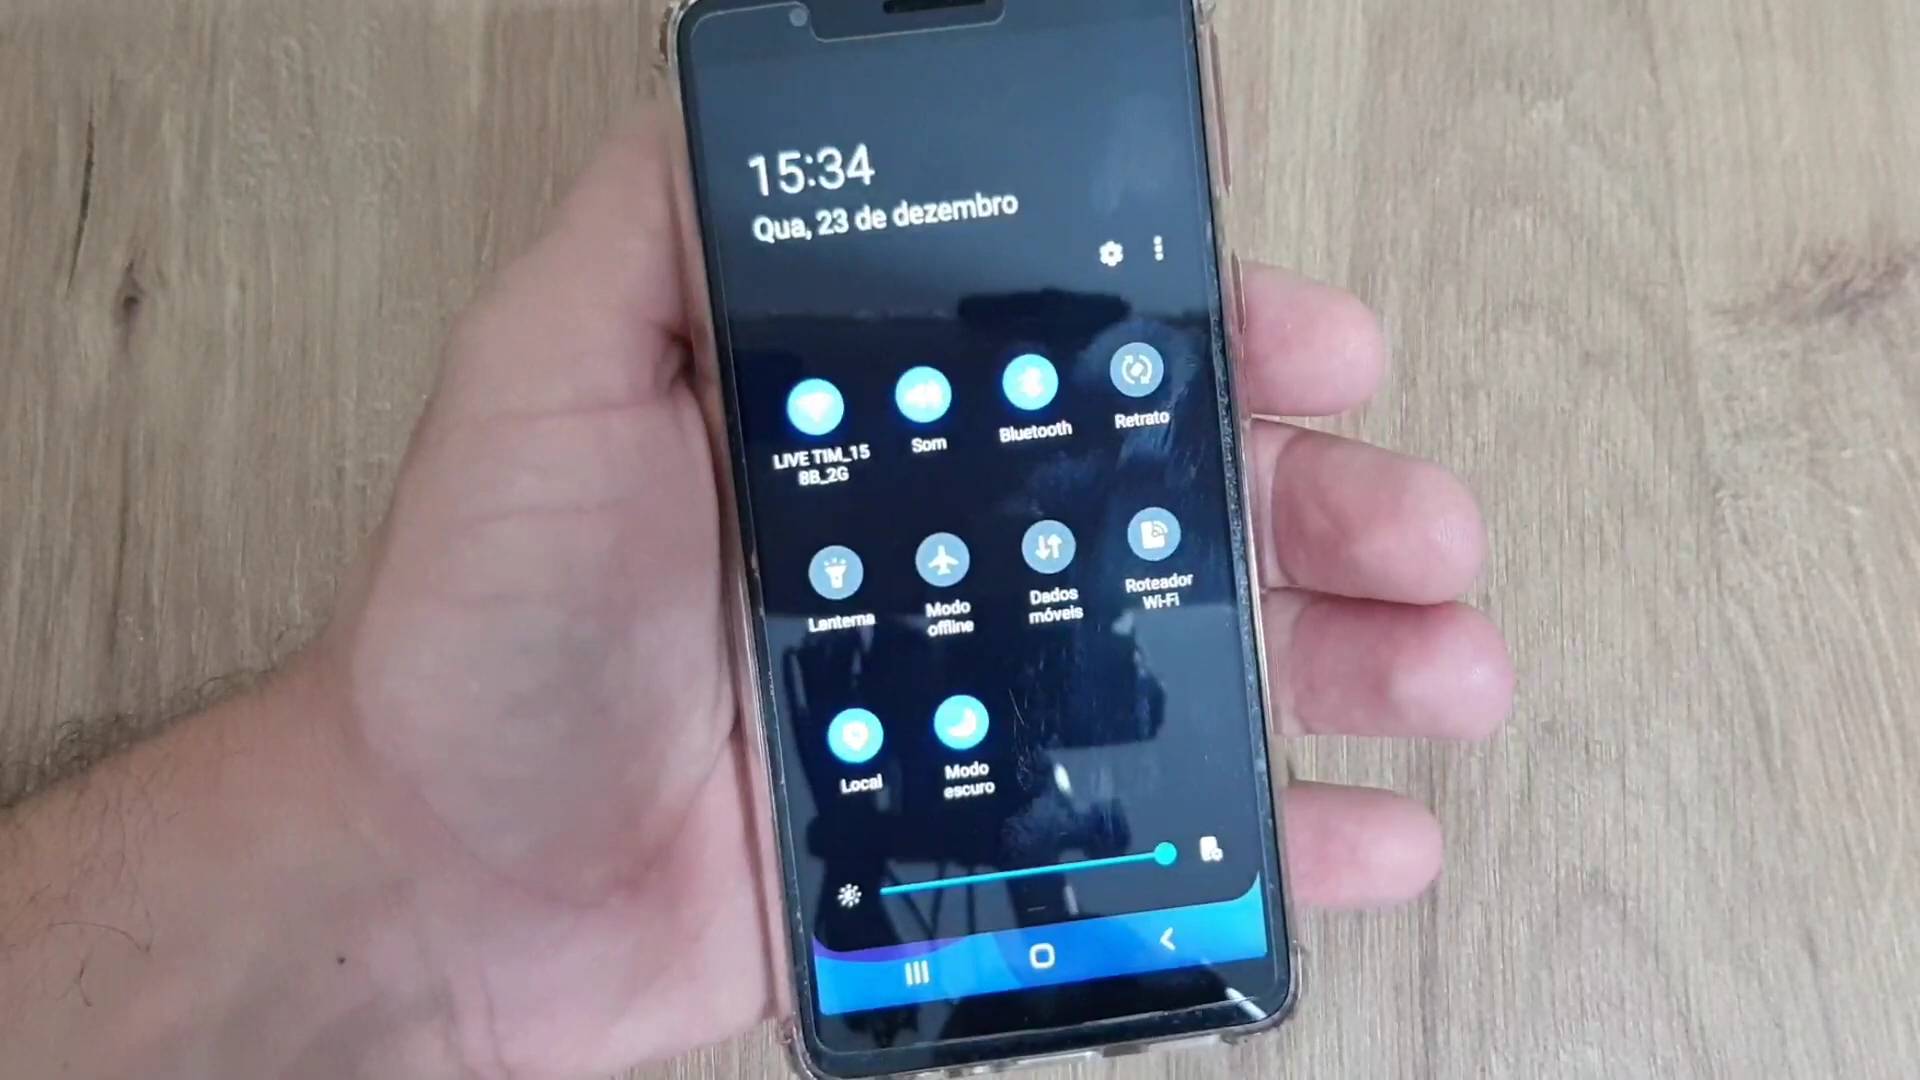 15:34
Qua, 23 de dezembro
LIVE TIM_15
8B_2G
Som
Bluetooth
Retrato
Lanterna
Modo
offline
Dados
móveis
Roteador
Wi-Fi
Local
Modo
escuro